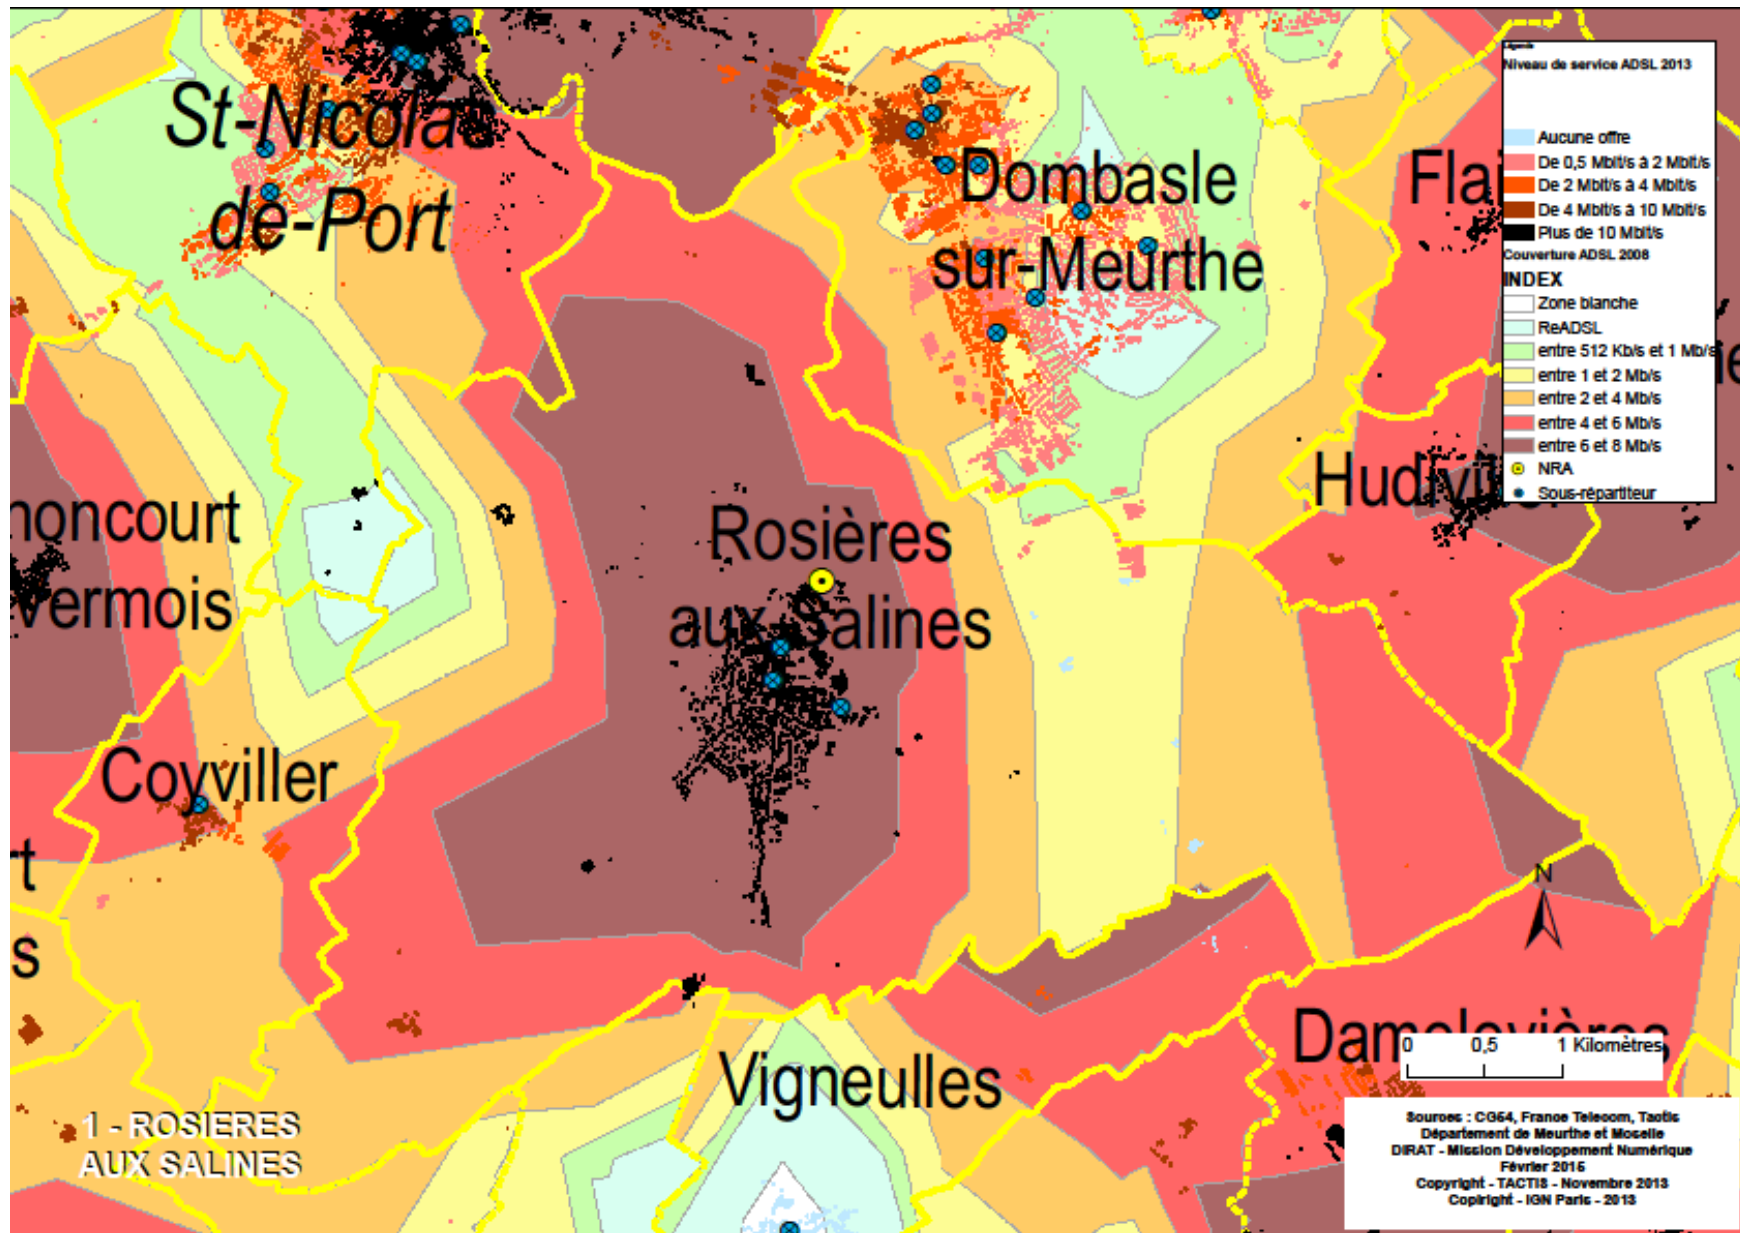 St-Nicolas
de-Port
Dombasle
sur-Meurthe
Légende
Niveau de service ADSL 2013
Aucune offre
De 0,5 Mbit/s à 2 Mbit/s
De 2 Mbit/s à 4 Mbit/s
De 4 Mbit/s à 10 Mbit/s
Plus de 10 Mbit/s
Couverture ADSL 2008
INDEX
Zone blanche
ReADSL
entre 512 Kb/s et 1 Mb/s
entre 1 et 2 Mb/s
entre 2 et 4 Mb/s
entre 4 et 6 Mb/s
entre 6 et 8 Mb/s
NRA
Sous-répartiteur
Flai
Hudivil
noncourt
vermois
Rosières
aux Salines
Coyviller
rt
s
N
Vigneulles
Damelevières
0 0,5 1 Kilomètres
1 - ROSIERES
AUX SALINES
Sources : CG54, France Telecom, Taotis
Département de Meurthe et Moselle
DIRAT - Mission Développement Numérique
Février 2015
Copyright - TACTIS - Novembre 2013
Copiright - IGN Paris - 2013